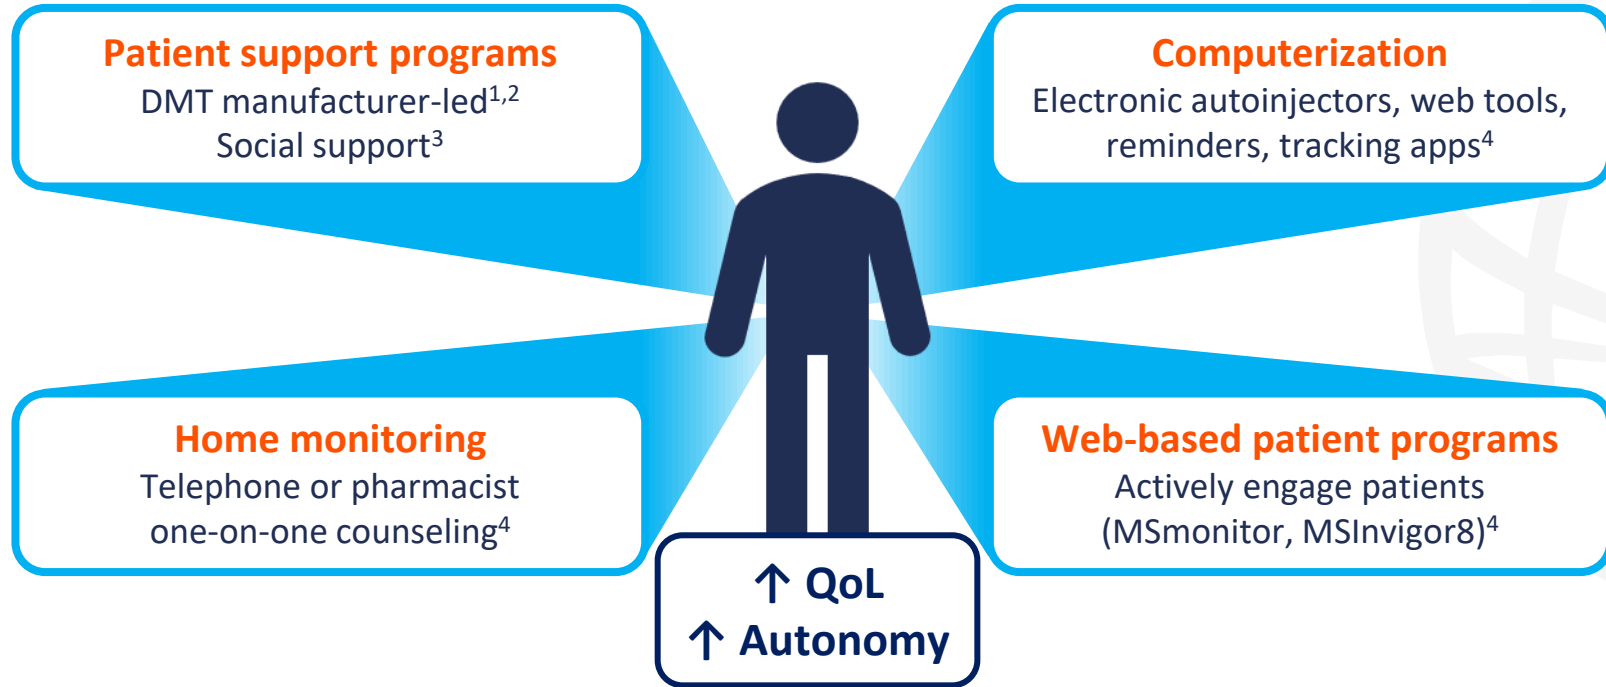 Patient support programs
DMT manufacturer-led1,2
Social support3
Computerization
Electronic autoinjectors, web tools,
reminders, tracking apps4
Home monitoring
Telephone or pharmacist
one-on-one counseling4
Web-based patient programs
Actively engage patients
(MSmonitor, MSInvigor8)4
↑ QoL
↑ Autonomy